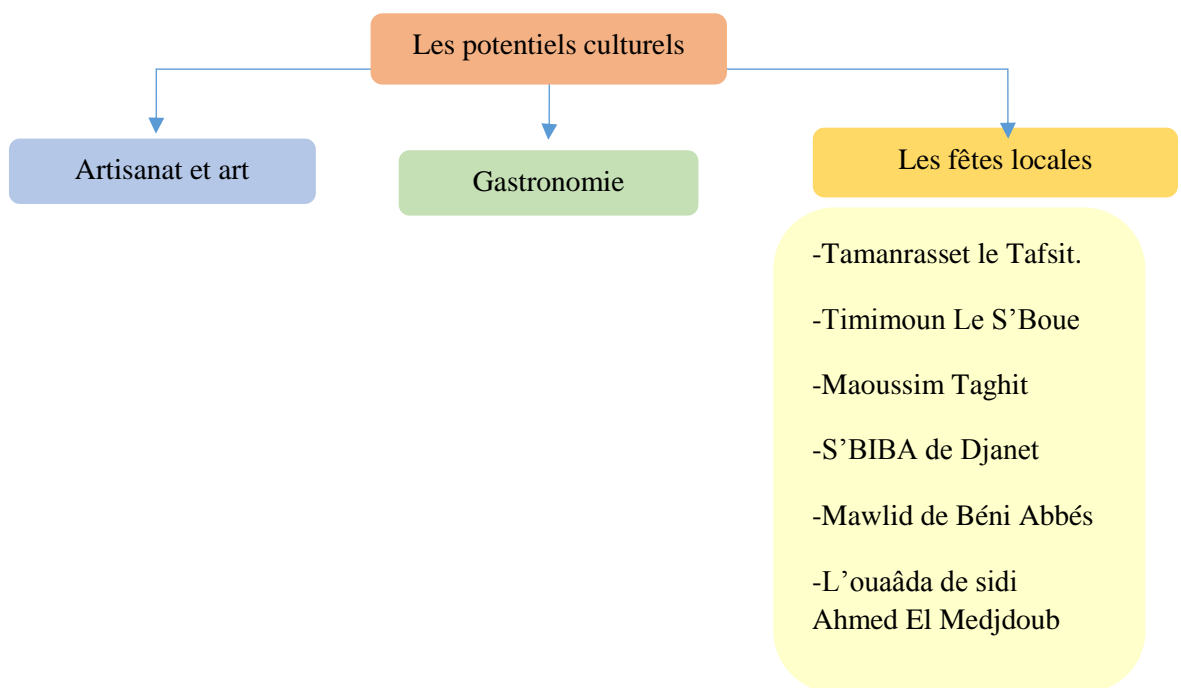 Les potentiels culturels
Artisanat et art
Gastronomie
Les fêtes locales
-Tamanrasset le Tafsit.
-Timimoun Le S’Boue
-Maoussim Taghit
-S’BIBA de Djanet
-Mawlid de Béni Abbés
-L’ouaâda de sidi
Ahmed El Medjdoub